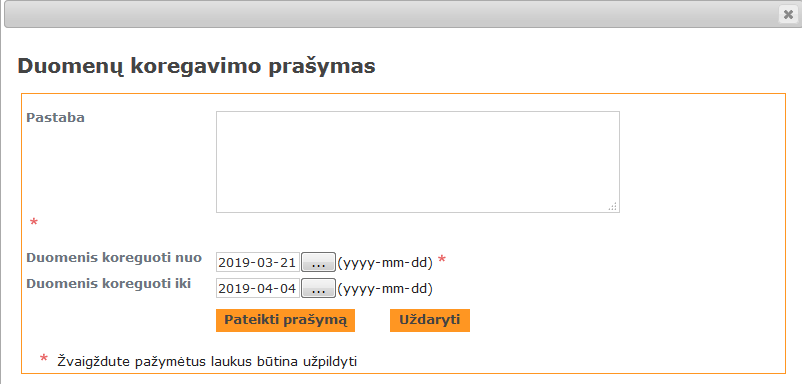 Duomenų koregavimo prašymas
Pastaba
*
Duomenis koreguoti nuo 2019-03-21 ... (yyyy-mm-dd) *
Duomenis koreguoti iki 2019-04-04 ... (yyyy-mm-dd)
Pateikti prašymą Uždaryti
* Žvaigždute pažymėtus laukus būtina užpildyti